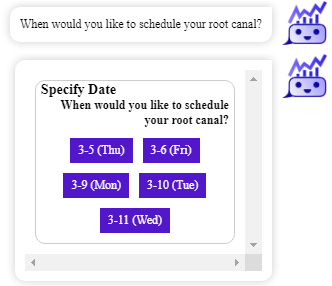 When would you like to schedule your root canal?
Specify Date
When would you like to schedule
your root canal?
3-5 (Thu) 3-6 (Fri)
3-9 (Mon) 3-10 (Tue)
3-11 (Wed)